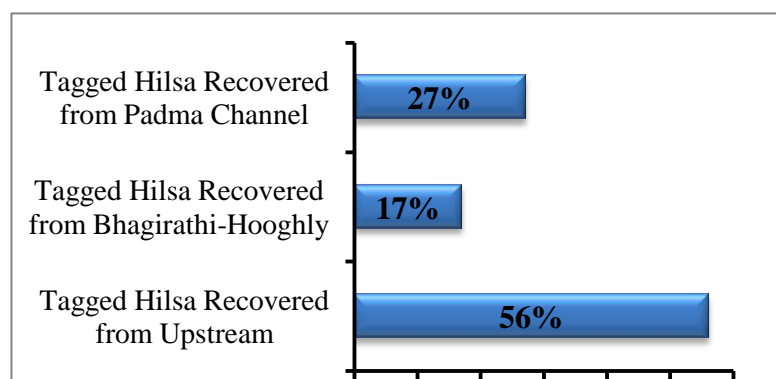 Tagged Hilsa Recovered
from Padma Channel
27%
Tagged Hilsa Recovered
from Bhagirathi-Hooghly
17%
Tagged Hilsa Recovered
from Upstream
56%